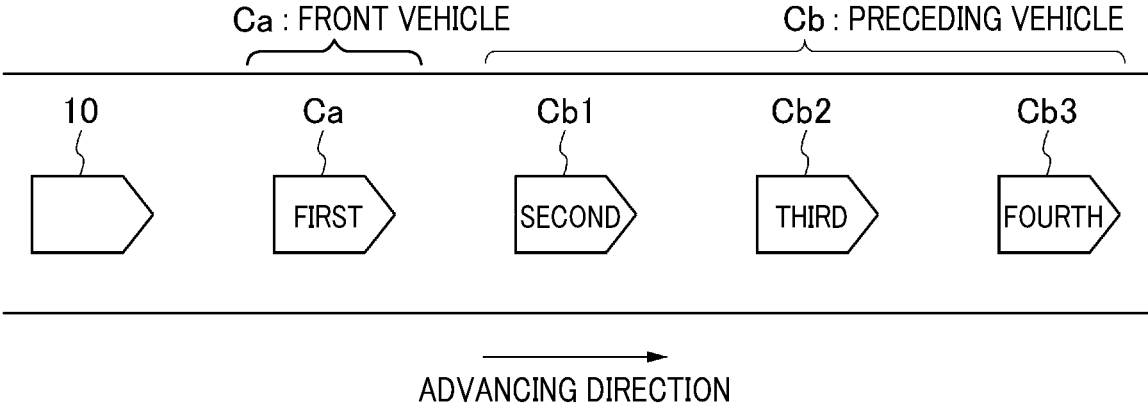 Ca : FRONT VEHICLE Cb : PRECEDING VEHICLE
10 Ca Cb1 Cb2 Cb3
FIRST SECOND THIRD FOURTH
ADVANCING DIRECTION